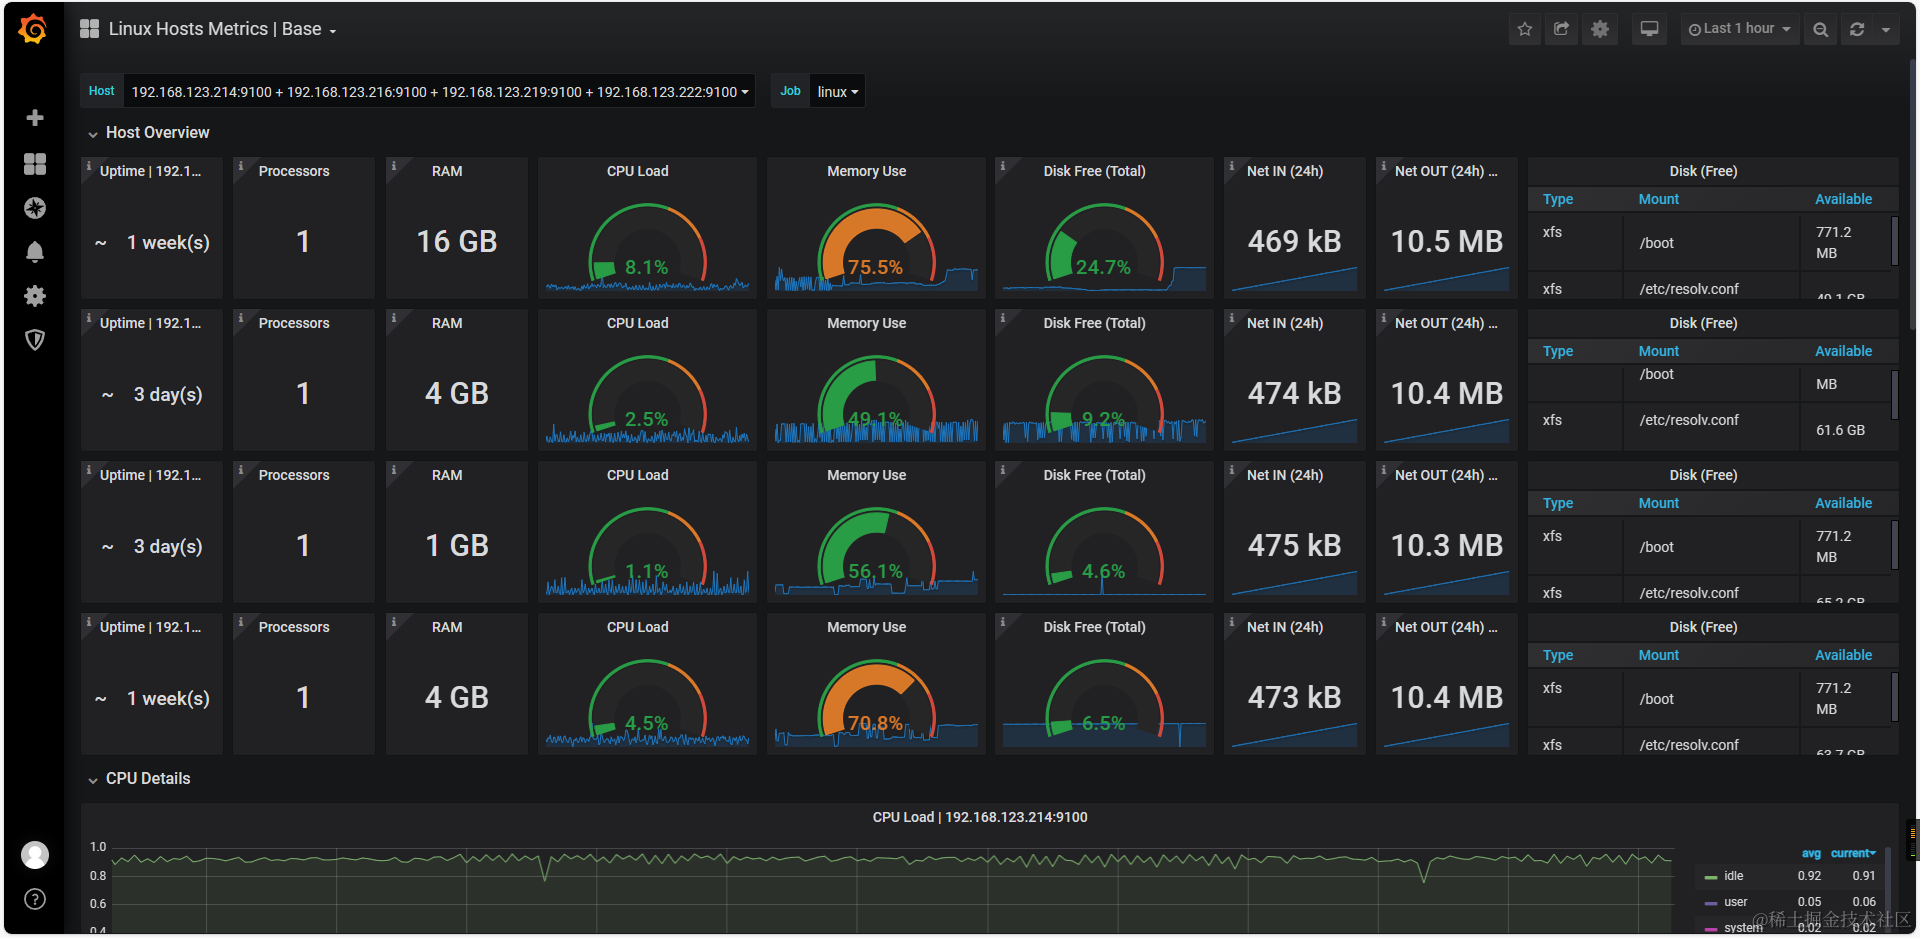 Linux Hosts Metrics | Base
Last 1 hour
Host 192.168.123.214:9100 + 192.168.123.216:9100 + 192.168.123.219:9100 + 192.168.123.222:9100 Job linux
Host Overview
Uptime | 192.1... Processors RAM CPU Load Memory Use Disk Free (Total) Net IN (24h) Net OUT (24h) ... Disk (Free)
Type Mount Available
~ 1 week(s) 1 16 GB 8.1% 75.5% 24.7% 469 kB 10.5 MB
xfs /boot 771.2 MB
xfs /etc/resolv.conf
Uptime | 192.1... Processors RAM CPU Load Memory Use Disk Free (Total) Net IN (24h) Net OUT (24h) ... Disk (Free)
Type Mount Available
~ 3 day(s) 1 4 GB 2.5% 49.1% 9.2% 474 kB 10.4 MB
/boot MB
xfs /etc/resolv.conf 61.6 GB
Uptime | 192.1... Processors RAM CPU Load Memory Use Disk Free (Total) Net IN (24h) Net OUT (24h) ... Disk (Free)
Type Mount Available
~ 3 day(s) 1 1 GB 1.1% 56.1% 4.6% 475 kB 10.3 MB
xfs /boot 771.2 MB
xfs /etc/resolv.conf
Uptime | 192.1... Processors RAM CPU Load Memory Use Disk Free (Total) Net IN (24h) Net OUT (24h) ... Disk (Free)
Type Mount Available
~ 1 week(s) 1 4 GB 4.5% 70.8% 6.5% 473 kB 10.4 MB
xfs /boot 771.2 MB
xfs /etc/resolv.conf
CPU Details
CPU Load | 192.168.123.214:9100
1.0
0.8
0.6
0.4
avg current
idle 0.92 0.91
user 0.05 0.06
system 0.02 0.02
@稀土掘金技术社区